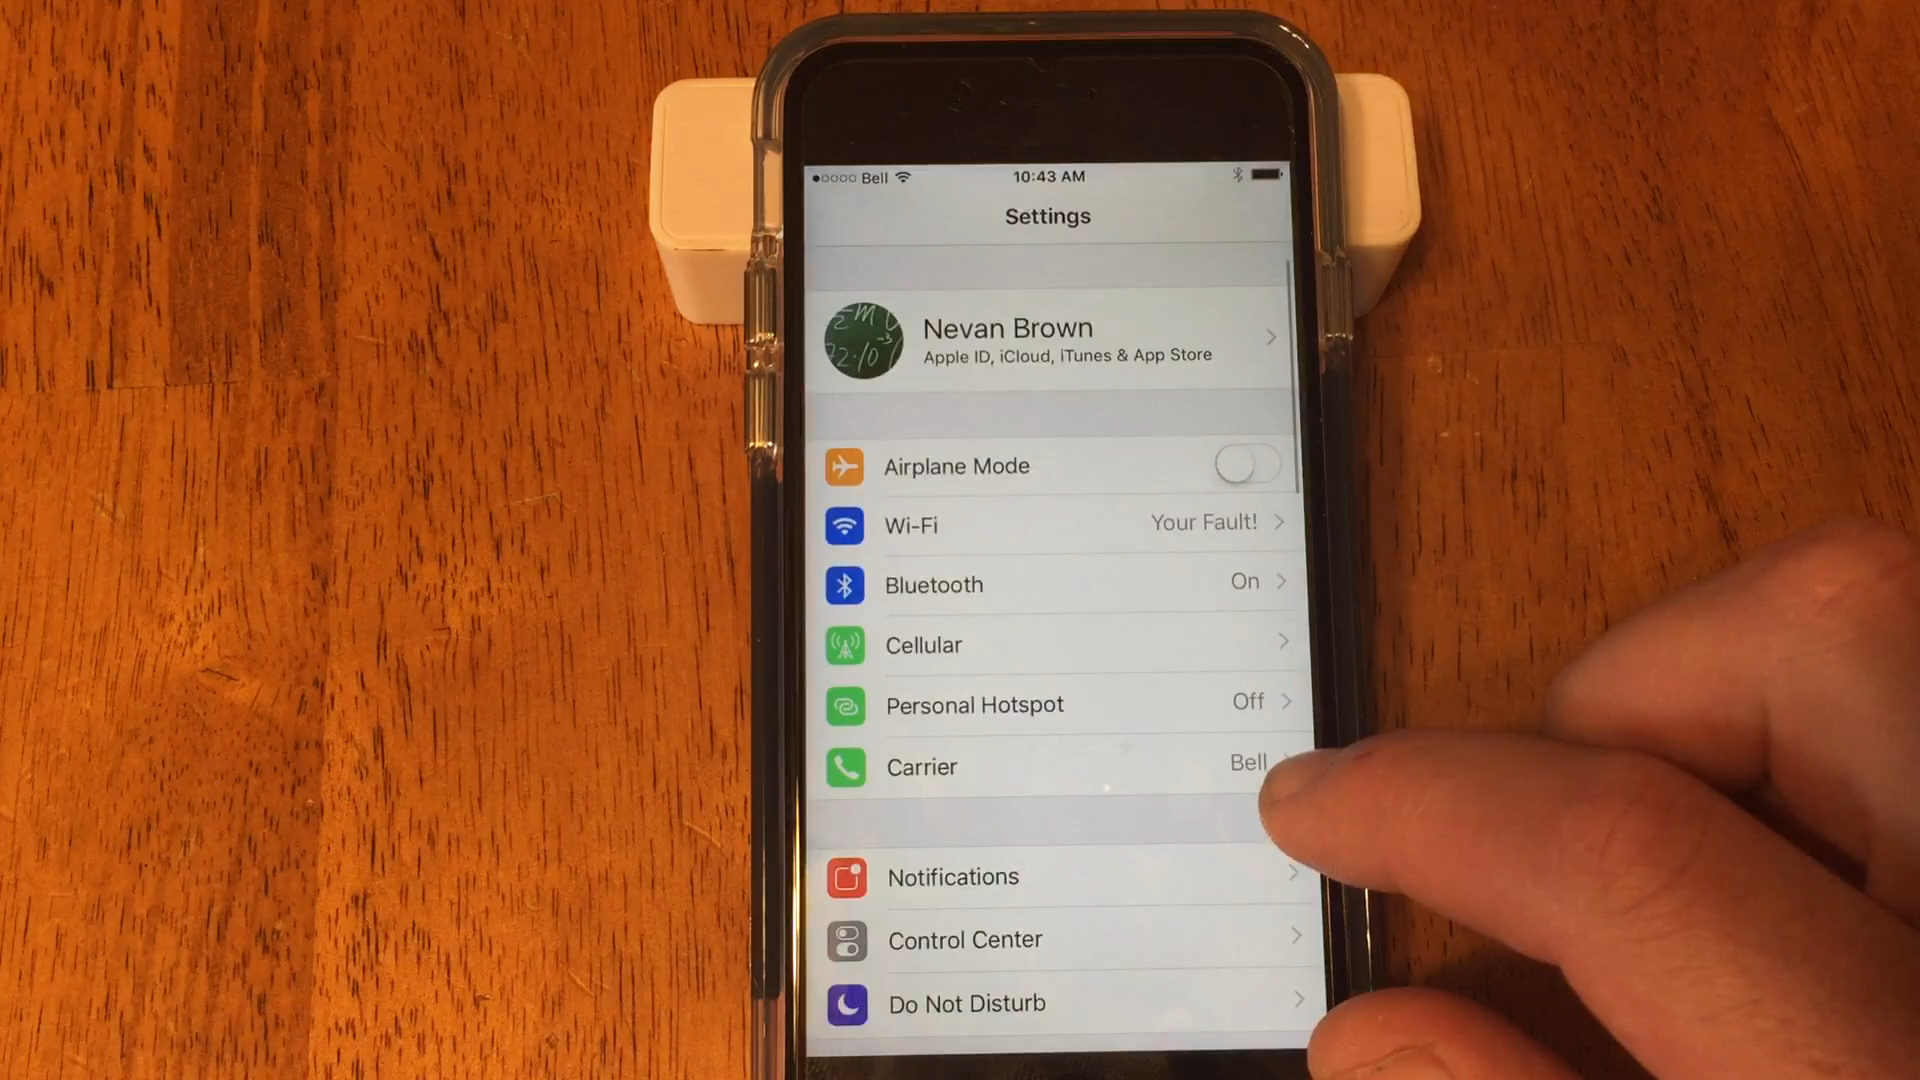 Bell 10:43 AM
Settings
Nevan Brown
Apple ID, iCloud, iTunes & App Store
Airplane Mode
Wi-Fi Your Fault!
Bluetooth On
Cellular
Personal Hotspot Off
Carrier Bell
Notifications
Control Center
Do Not Disturb